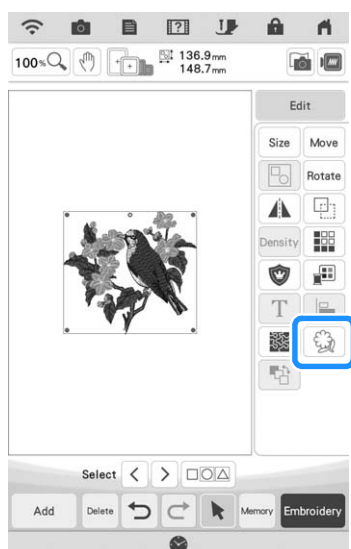 100%
136.9mm
148.7mm
Edit
Size Move
Rotate
Density
T
Select
Add Delete Memory Embroidery